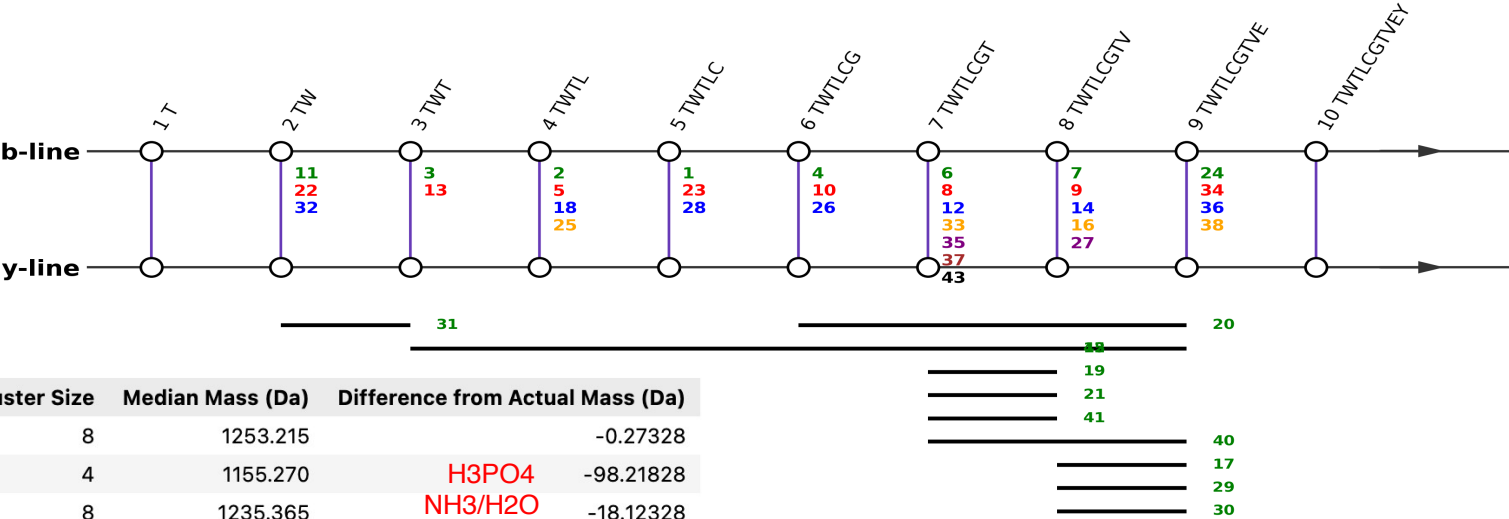 1 T
2 TW
3 TWT
4 TWTL
5 TWTLC
6 TWTLCG
7 TWTLCGT
8 TWTLCGTV
9 TWTLCGTVE
10 TWTLCGTVEY
b-line
11 3 2 1 4 6 7 24
22 13 5 23 10 8 9 34
32 18 28 26 12 14 36
25 33 16 38
35 27
y-line
37
43
31 20
19
21
41
40
17
29
30
uster Size Median Mass (Da) Difference from Actual Mass (Da)
8 1253.215 -0.27328
4 1155.270 H3PO4 -98.21828
8 1235.365 NH3/H2O -18.12328